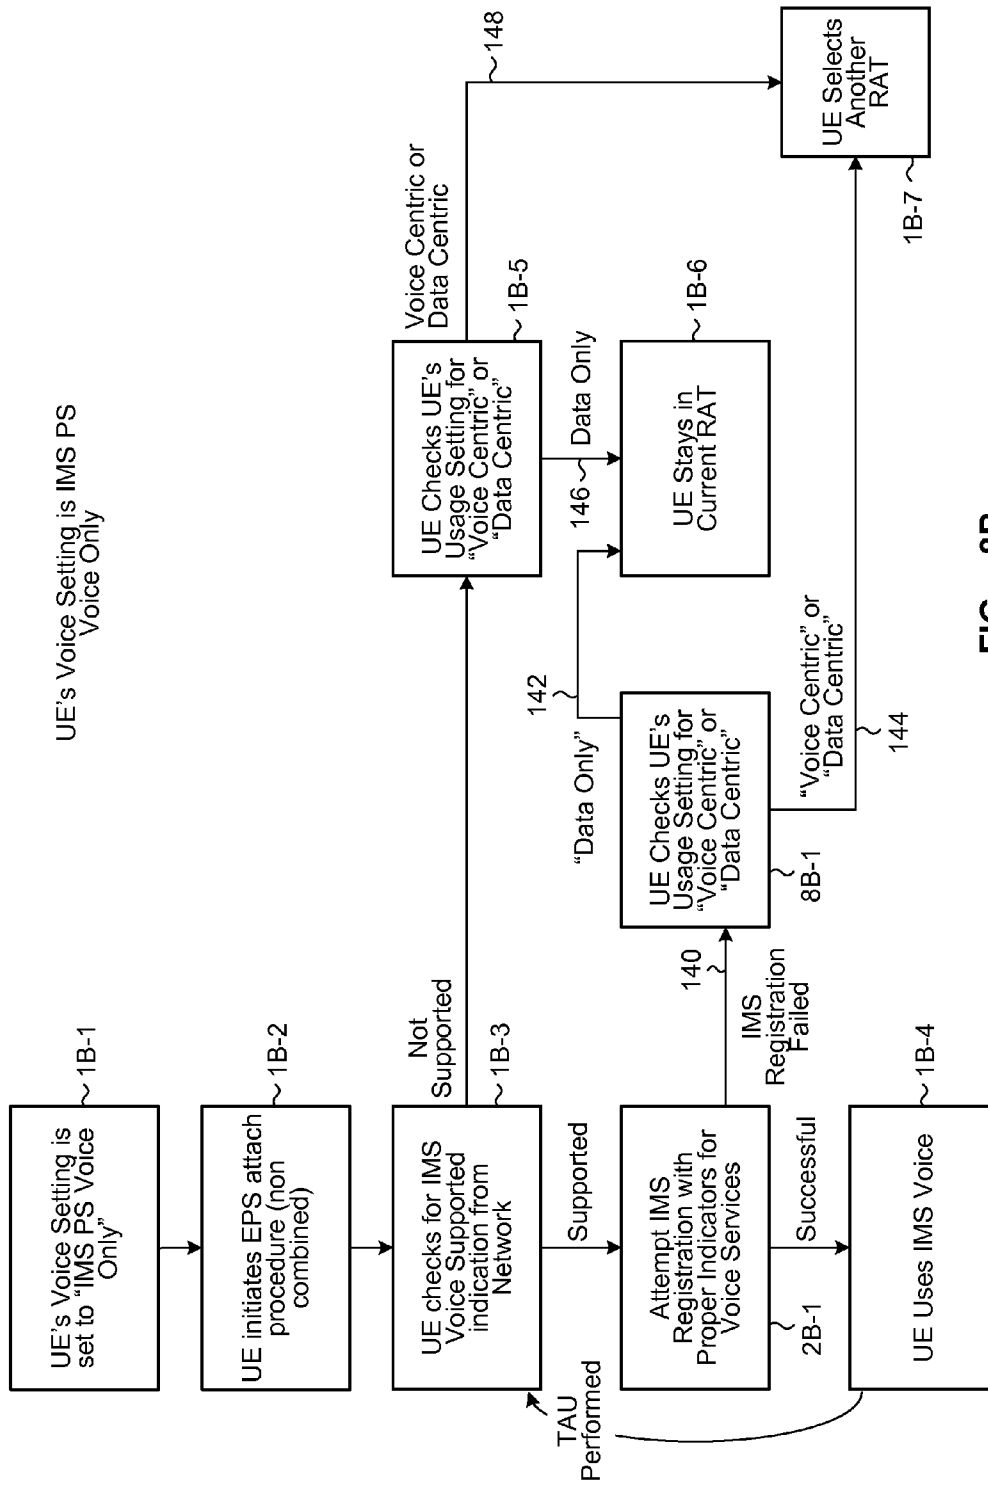 UE's Voice Setting is IMS PS
Voice Only
UE's Voice Setting is
set to "IMS PS Voice
Only"
1B-1
UE initiates EPS attach
procedure (non
combined)
1B-2
UE checks for IMS
Voice Supported
indication from
Network
1B-3
Not
Supported
UE Checks UE's
Usage Setting for
"Voice Centric" or
"Data Centric"
1B-5
Voice Centric or
Data Centric
148
TAU
Performed
Supported
146
Data Only
Attempt IMS
Registration with
Proper Indicators for
Voice Services
2B-1
140
IMS
Registration
Failed
UE Checks UE's
Usage Setting for
"Voice Centric" or
"Data Centric"
8B-1
"Data Only"
142
UE Stays in
Current RAT
1B-6
Successful
"Voice Centric" or
"Data Centric"
144
UE Selects
Another
RAT
1B-7
UE Uses IMS Voice
1B-4